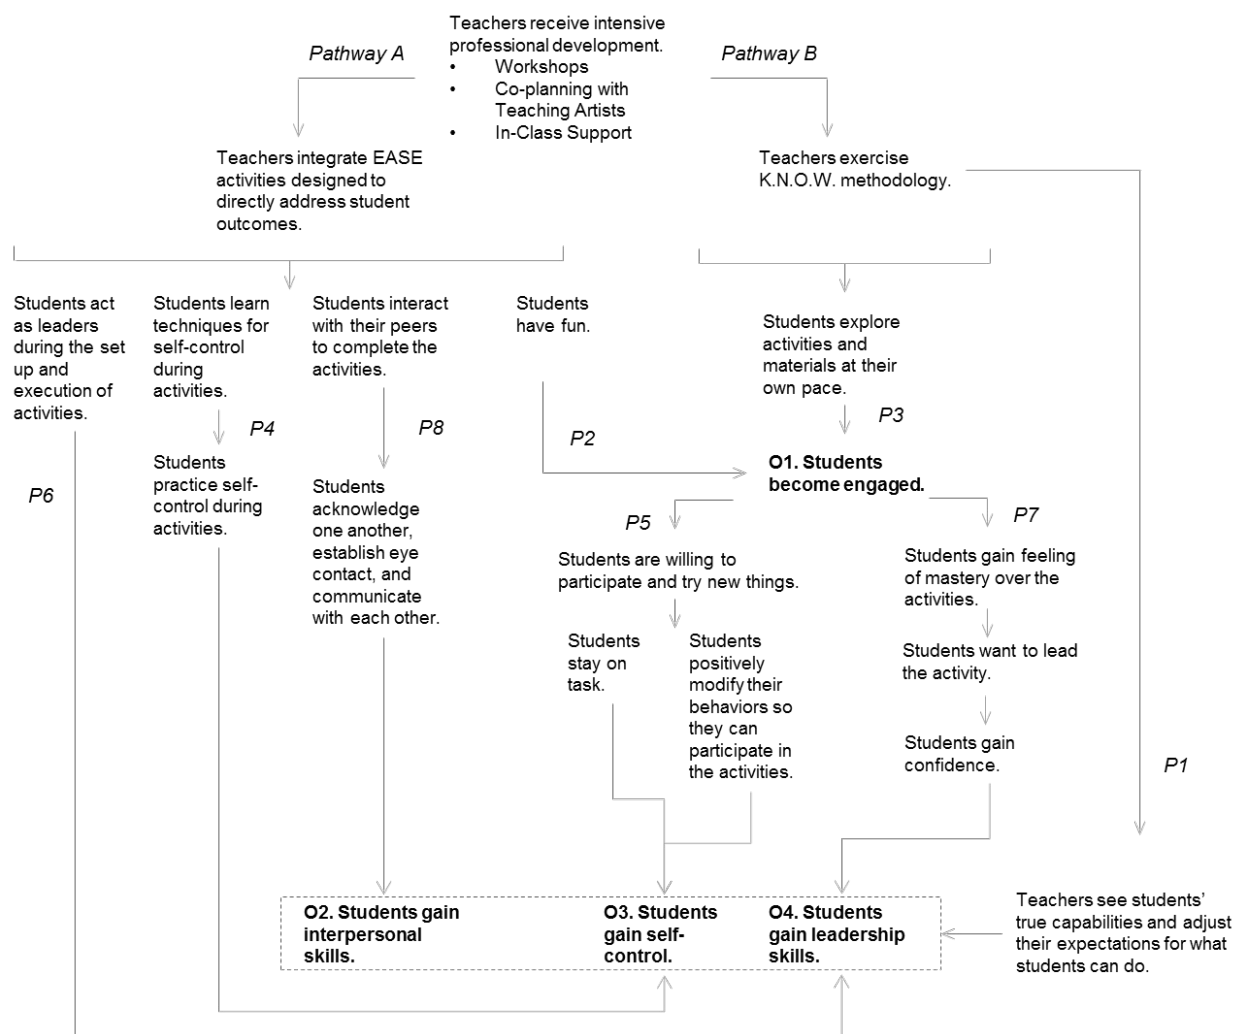 Teachers receive intensive
professional development.
• Workshops
• Co-planning with
Teaching Artists
• In-Class Support
Pathway A
Pathway B
Teachers integrate EASE
activities designed to
directly address student
outcomes.
Teachers exercise
K.N.O.W. methodology.
Students act
as leaders
during the set
up and
execution of
activities.
Students learn
techniques for
self-control
during
activities.
Students interact
with their peers
to complete the
activities.
Students
have fun.
Students explore
activities and
materials at their
own pace.
P4
P8
P2
P3
P6
Students
practice self-
control during
activities.
Students
acknowledge
one another,
establish eye
contact, and
communicate
with each other.
O1. Students
become engaged.
P5
P7
Students are willing to
participate and try new things.
Students gain feeling
of mastery over the
activities.
Students
stay on
task.
Students
positively
modify their
behaviors so
they can
participate in
the activities.
Students want to lead
the activity.
Students gain
confidence.
P1
O2. Students gain
interpersonal
skills.
O3. Students
gain self-
control.
O4. Students
gain leadership
skills.
Teachers see students'
true capabilities and adjust
their expectations for what
students can do.